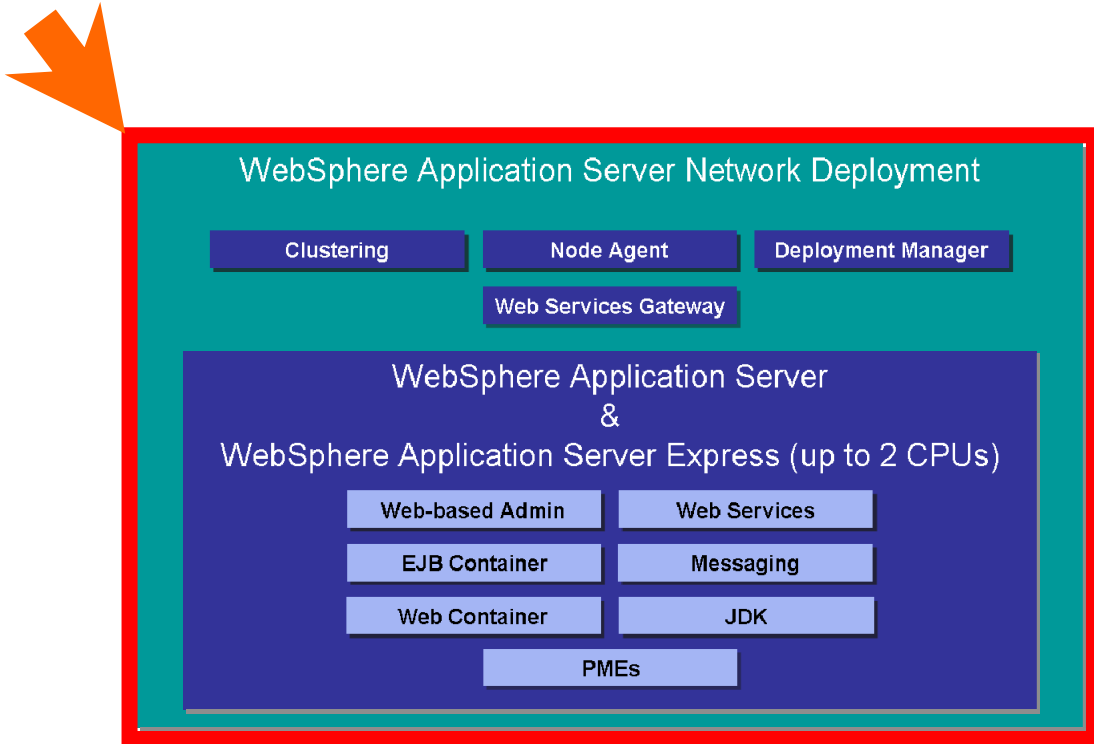 WebSphere Application Server Network Deployment
Clustering
Node Agent
Deployment Manager
Web Services Gateway
WebSphere Application Server
&
WebSphere Application Server Express (up to 2 CPUs)
Web-based Admin
Web Services
EJB Container
Messaging
Web Container
JDK
PMEs